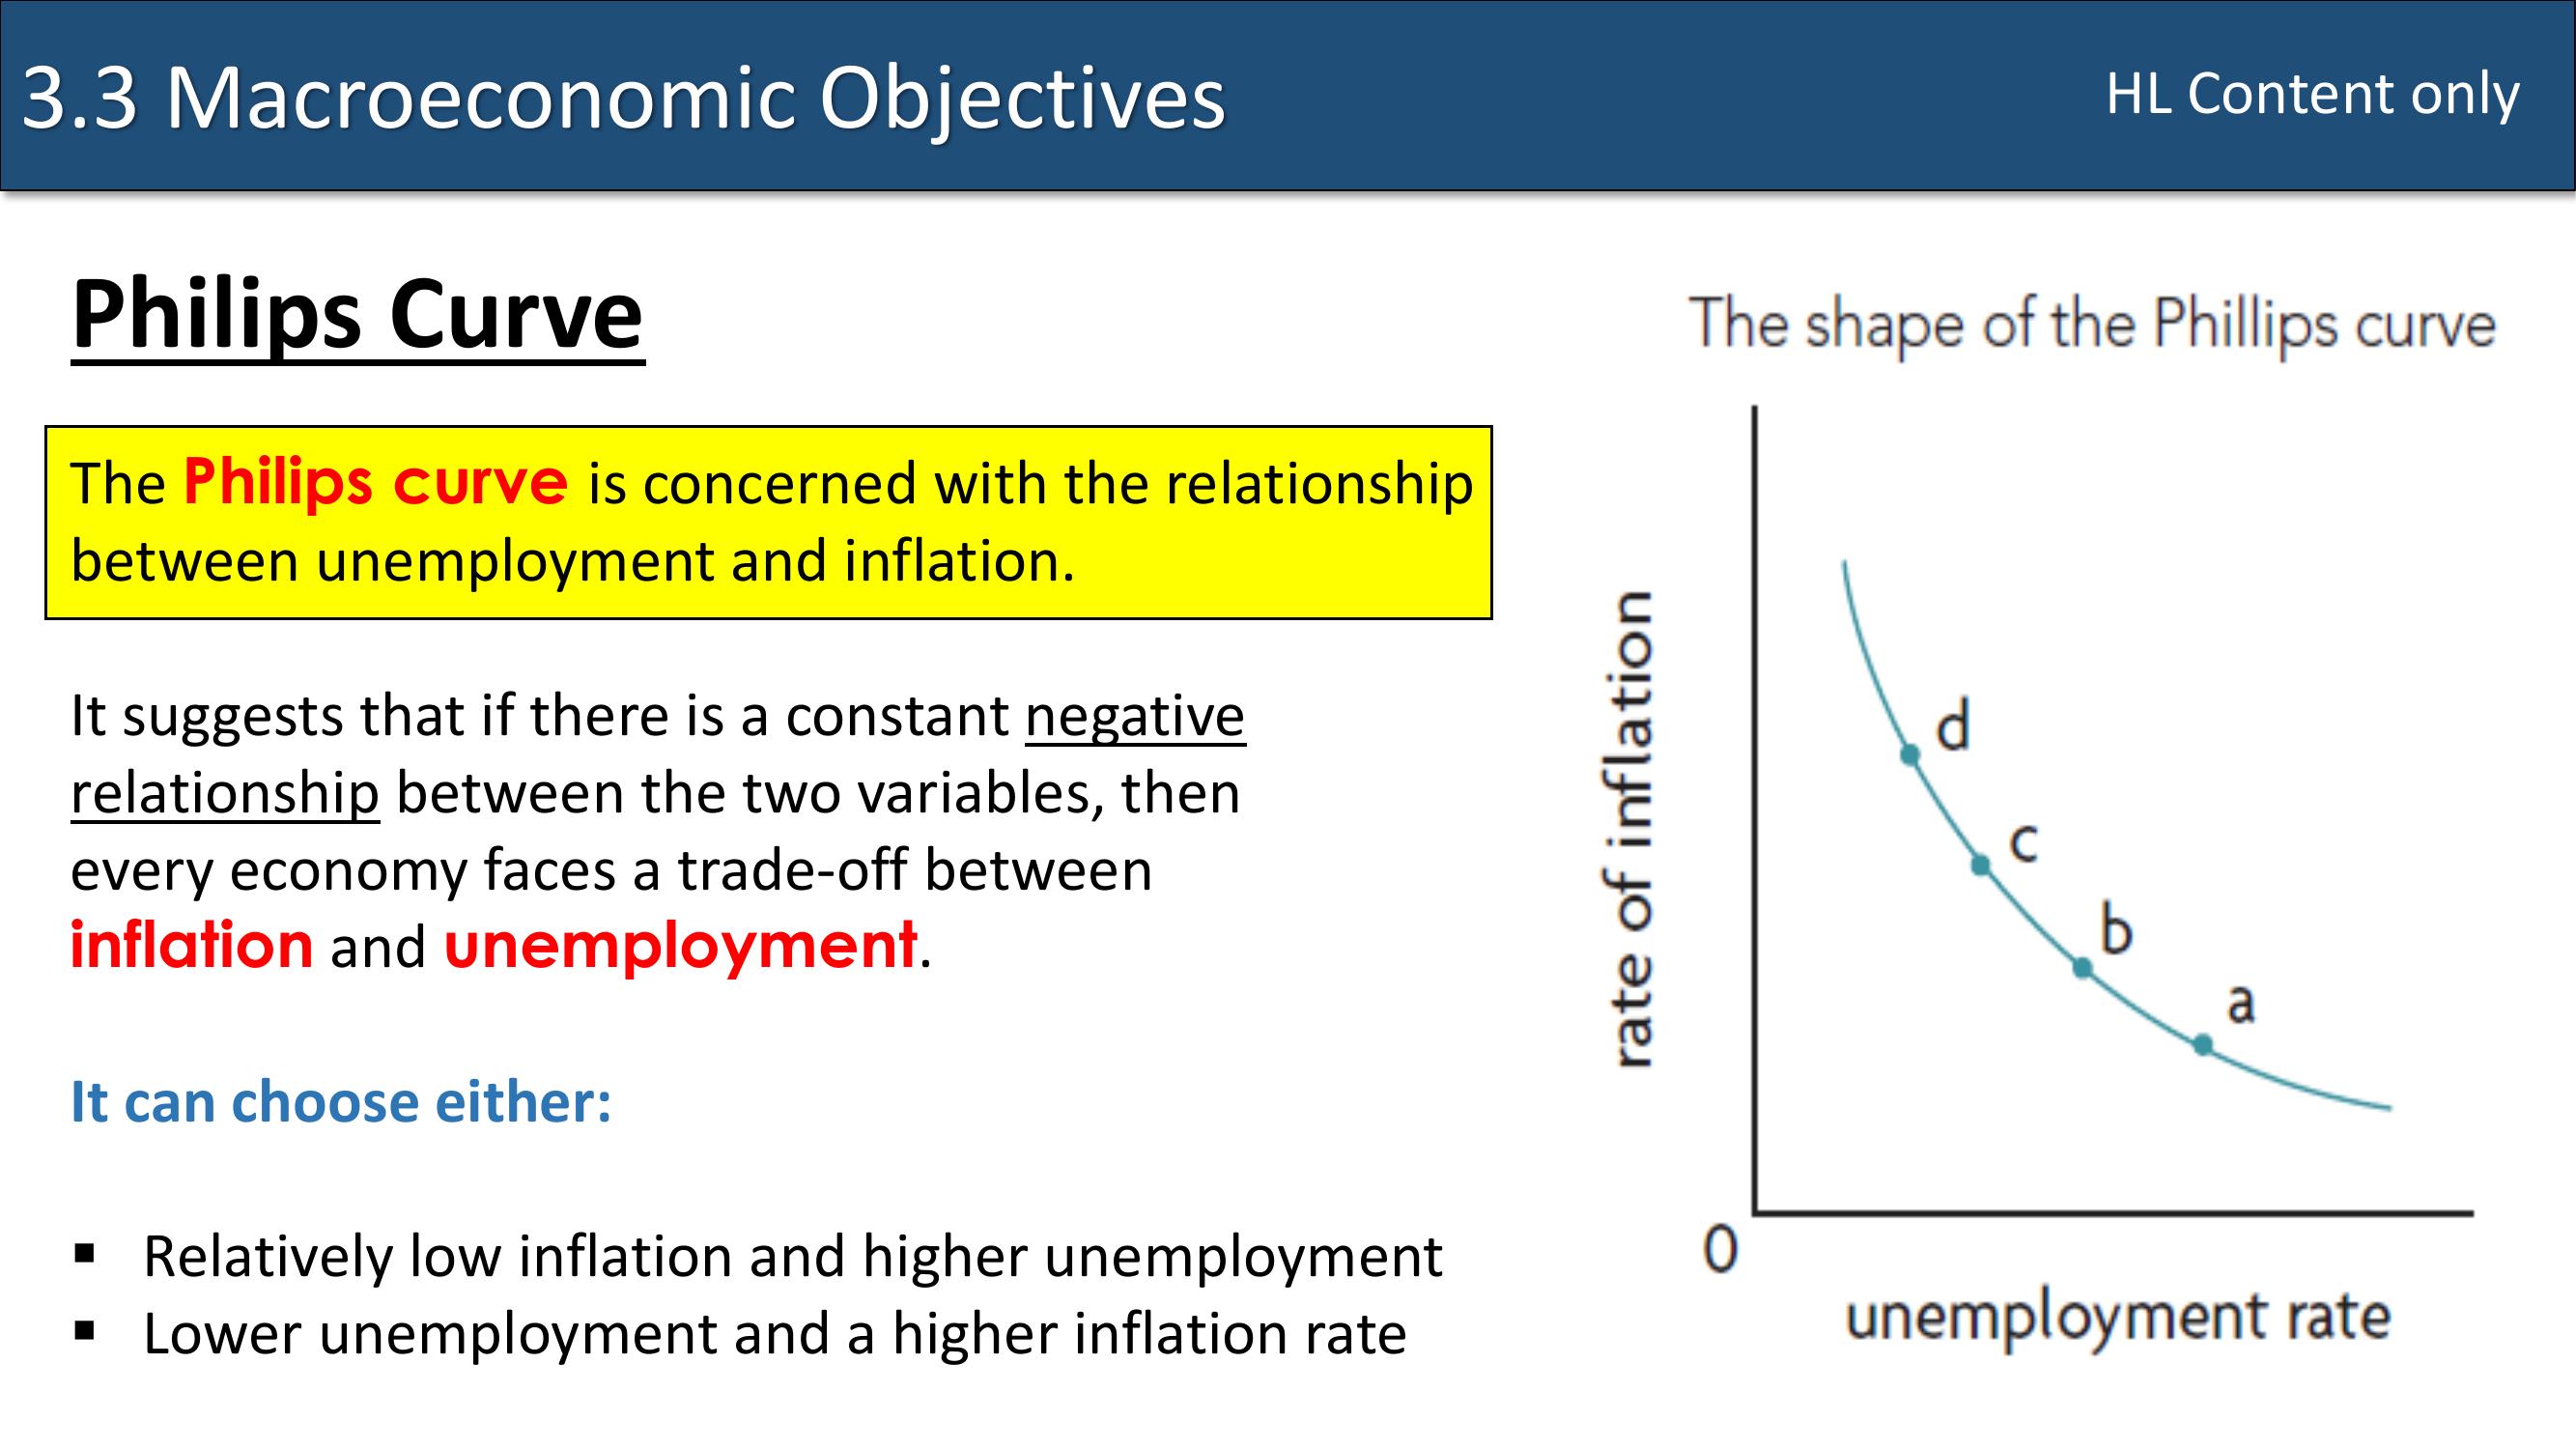 3.3 Macroeconomic Objectives
HL Content only
Philips Curve
The Philips curve is concerned with the relationship
between unemployment and inflation.
It suggests that if there is a constant negative
relationship between the two variables, then
every economy faces a trade-off between
inflation and unemployment.
It can choose either:
▪ Relatively low inflation and higher unemployment
▪ Lower unemployment and a higher inflation rate
The shape of the Phillips curve
rate of inflation
d
c
b
a
0
unemployment rate